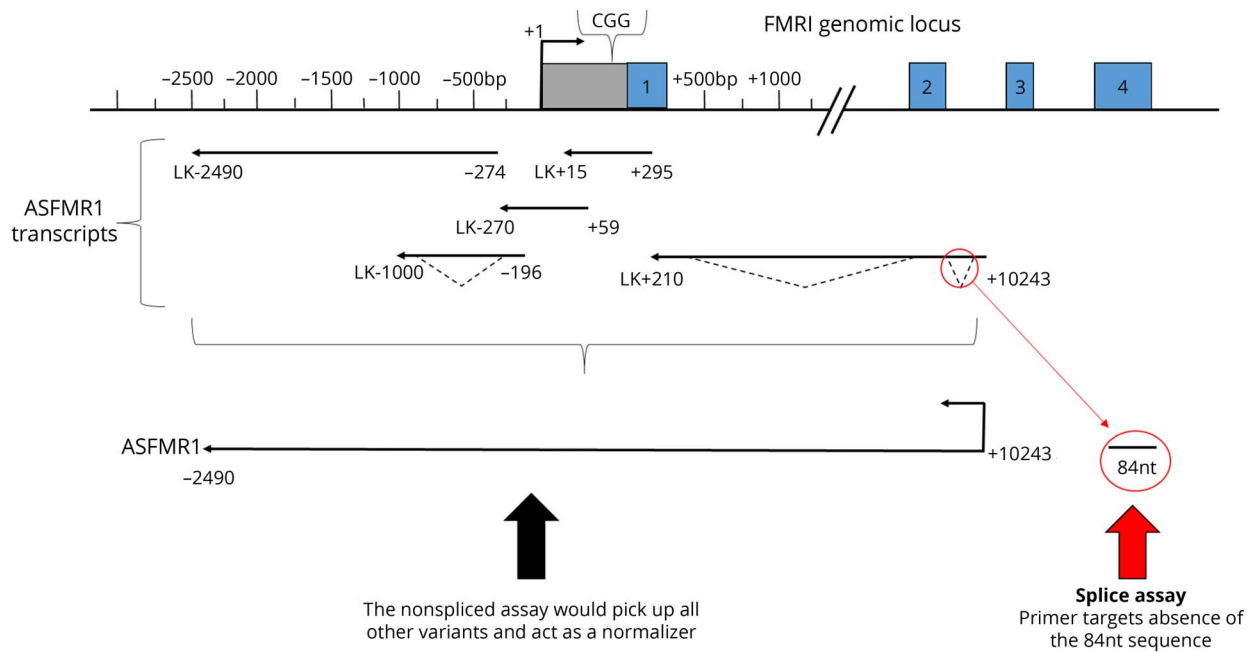 CGG
FMRI genomic locus
+1
−2500 −2000 −1500 −1000 −500bp +500bp +1000
1 2 3 4
ASFMR1
transcripts
LK-2490 −274 LK+15 +295
LK-270 +59
LK-1000 −196 LK+210 +10243
ASFMR1
−2490
+10243
84nt
The nonspliced assay would pick up all
other variants and act as a normalizer
Splice assay
Primer targets absence of
the 84nt sequence